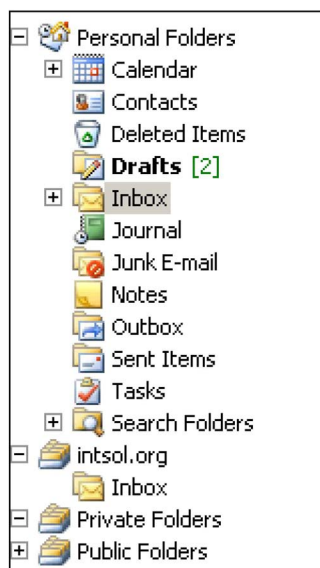 Personal Folders
Calendar
Contacts
Deleted Items
Drafts [2]
Inbox
Journal
Junk E-mail
Notes
Outbox
Sent Items
Tasks
Search Folders
intsol.org
Inbox
Private Folders
Public Folders